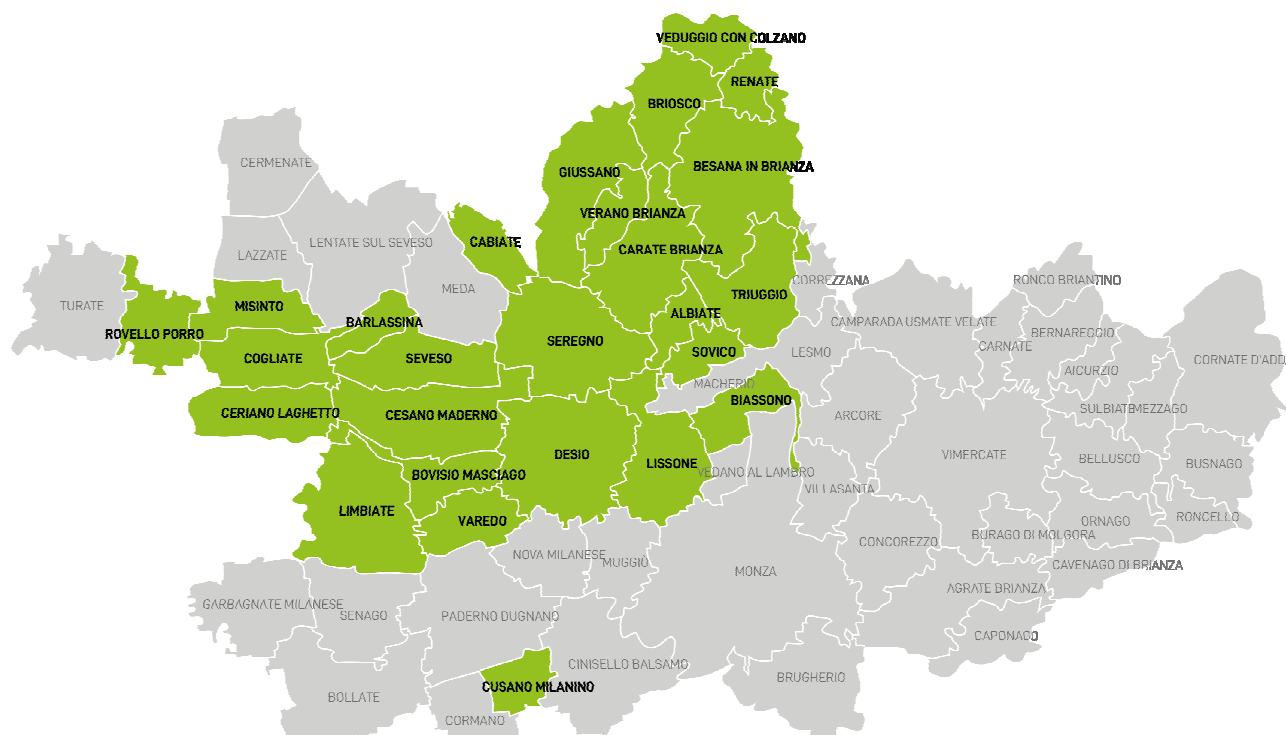 VEDUGGIO CON COLZANO
RENATE
BRIOSCO
CERMENATE
BESANA IN BRIANZA
GIUSSANO
VERANO BRIANZA
LENTATE SUL SEVESO
CABIATE
CARATE BRIANZA
LAZZATE
CORREZZANA
RONCO BRIANTINO
MEDA
TRIUGGIO
TURATE
MISINTO
ALBIATE
BARLASSINA
CAMPARADA
USMATE VELATE
ROVELLO PORRO
BERNAREGGIO
SEREGNO
CARNATE
COGLIATE
SEVESO
SOVICO
LESMO
CORNATE D'ADD
AICURZIO
MACHERIO
BIASSONO
CERIANO LAGHETTO
CESANO MADERNO
ARCORE
SULBIATE
MEZZAGO
DESIO
VIMERCATE
BELLUSCO
LISSONE
BUSNAGO
VEDANO AL LAMBRO
BOVISIO MASCIAGO
VILLASANTA
LIMBIATE
RONCELLO
VAREDO
ORNAGO
BURAGO DI MOLGORA
CONCOREZZO
NOVA MILANESE
MUGGIÒ
CAVENAGO DI BRIANZA
MONZA
AGRATE BRIANZA
GARBAGNATE MILANESE
SENAGO
PADERNO DUGNANO
CAPONAGO
CINISELLO BALSAMO
BRUGHERIO
CUSANO MILANINO
BOLLATE
CORMANO